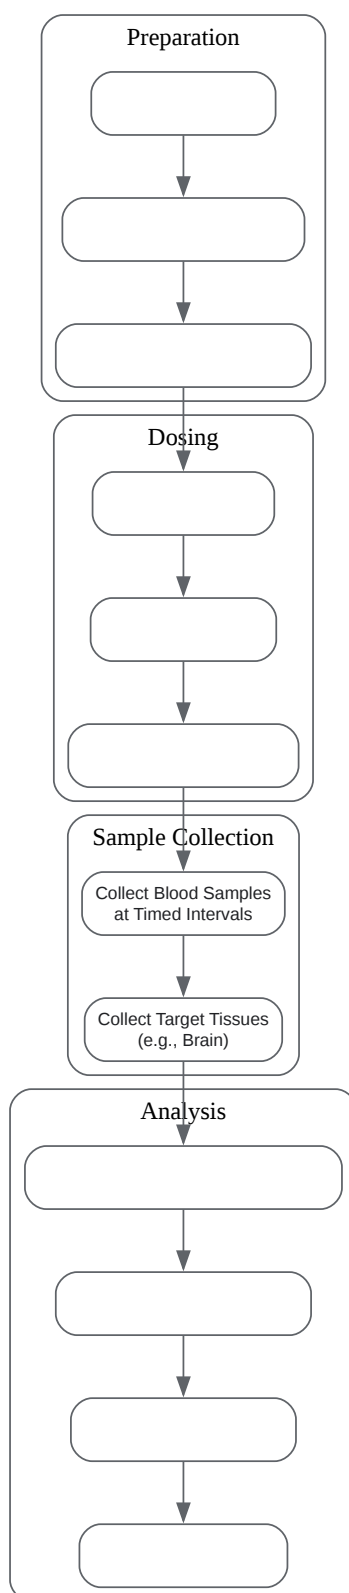 Preparation
Dosing
Sample Collection
Collect Blood Samples
at Timed Intervals
Collect Target Tissues
(e.g., Brain)
Analysis